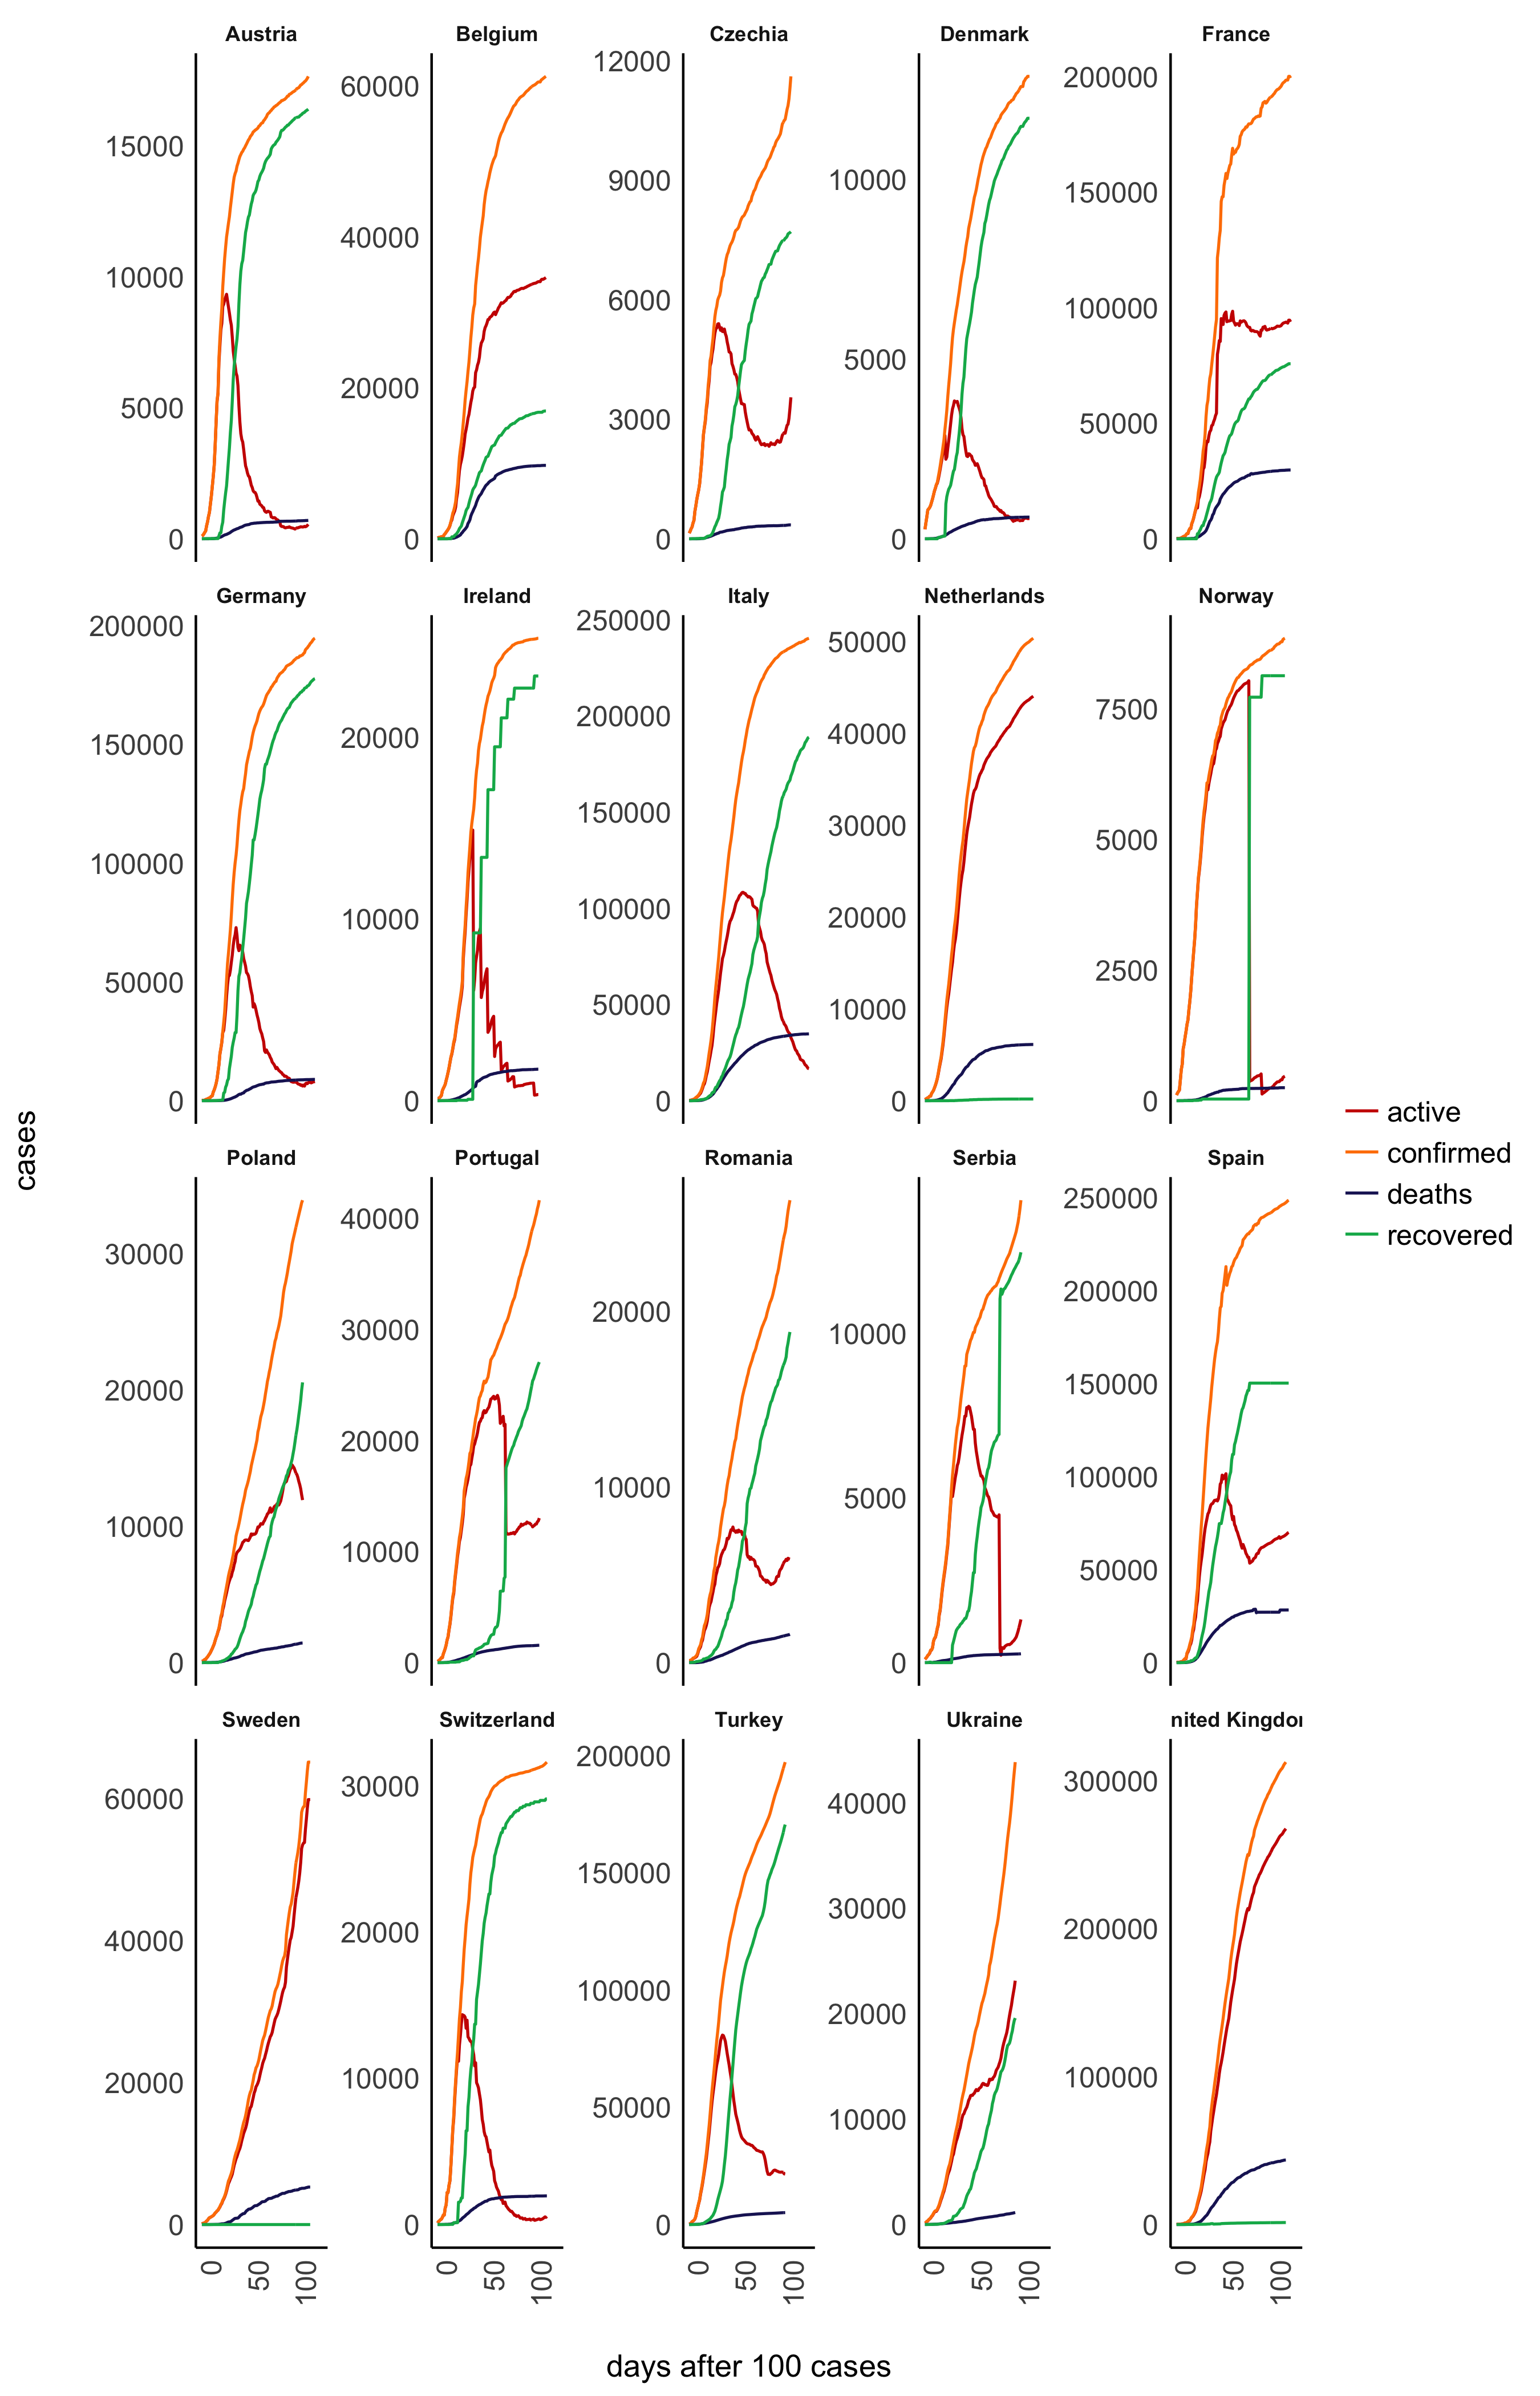 Austria Belgium Czechia Denmark France
15000 10000 5000 0
60000 40000 20000 0
12000 9000 6000 3000 0
10000 5000 0
200000 150000 100000 50000 0
Germany Ireland Italy Netherlands Norway
200000 150000 100000 50000 0
20000 10000 0
250000 200000 150000 100000 50000 0
50000 40000 30000 20000 10000 0
7500 5000 2500 0
cases
active
confirmed
deaths
recovered
Poland Portugal Romania Serbia Spain
30000 20000 10000 0
40000 30000 20000 10000 0
20000 10000 0
10000 5000 0
250000 200000 150000 100000 50000 0
Sweden Switzerland Turkey Ukraine nited Kingdo
60000 40000 20000 0
30000 20000 10000 0
200000 150000 100000 50000 0
40000 30000 20000 10000 0
300000 200000 100000 0
0 50 100 0 50 100 0 50 100 0 50 100 0 50 100
days after 100 cases